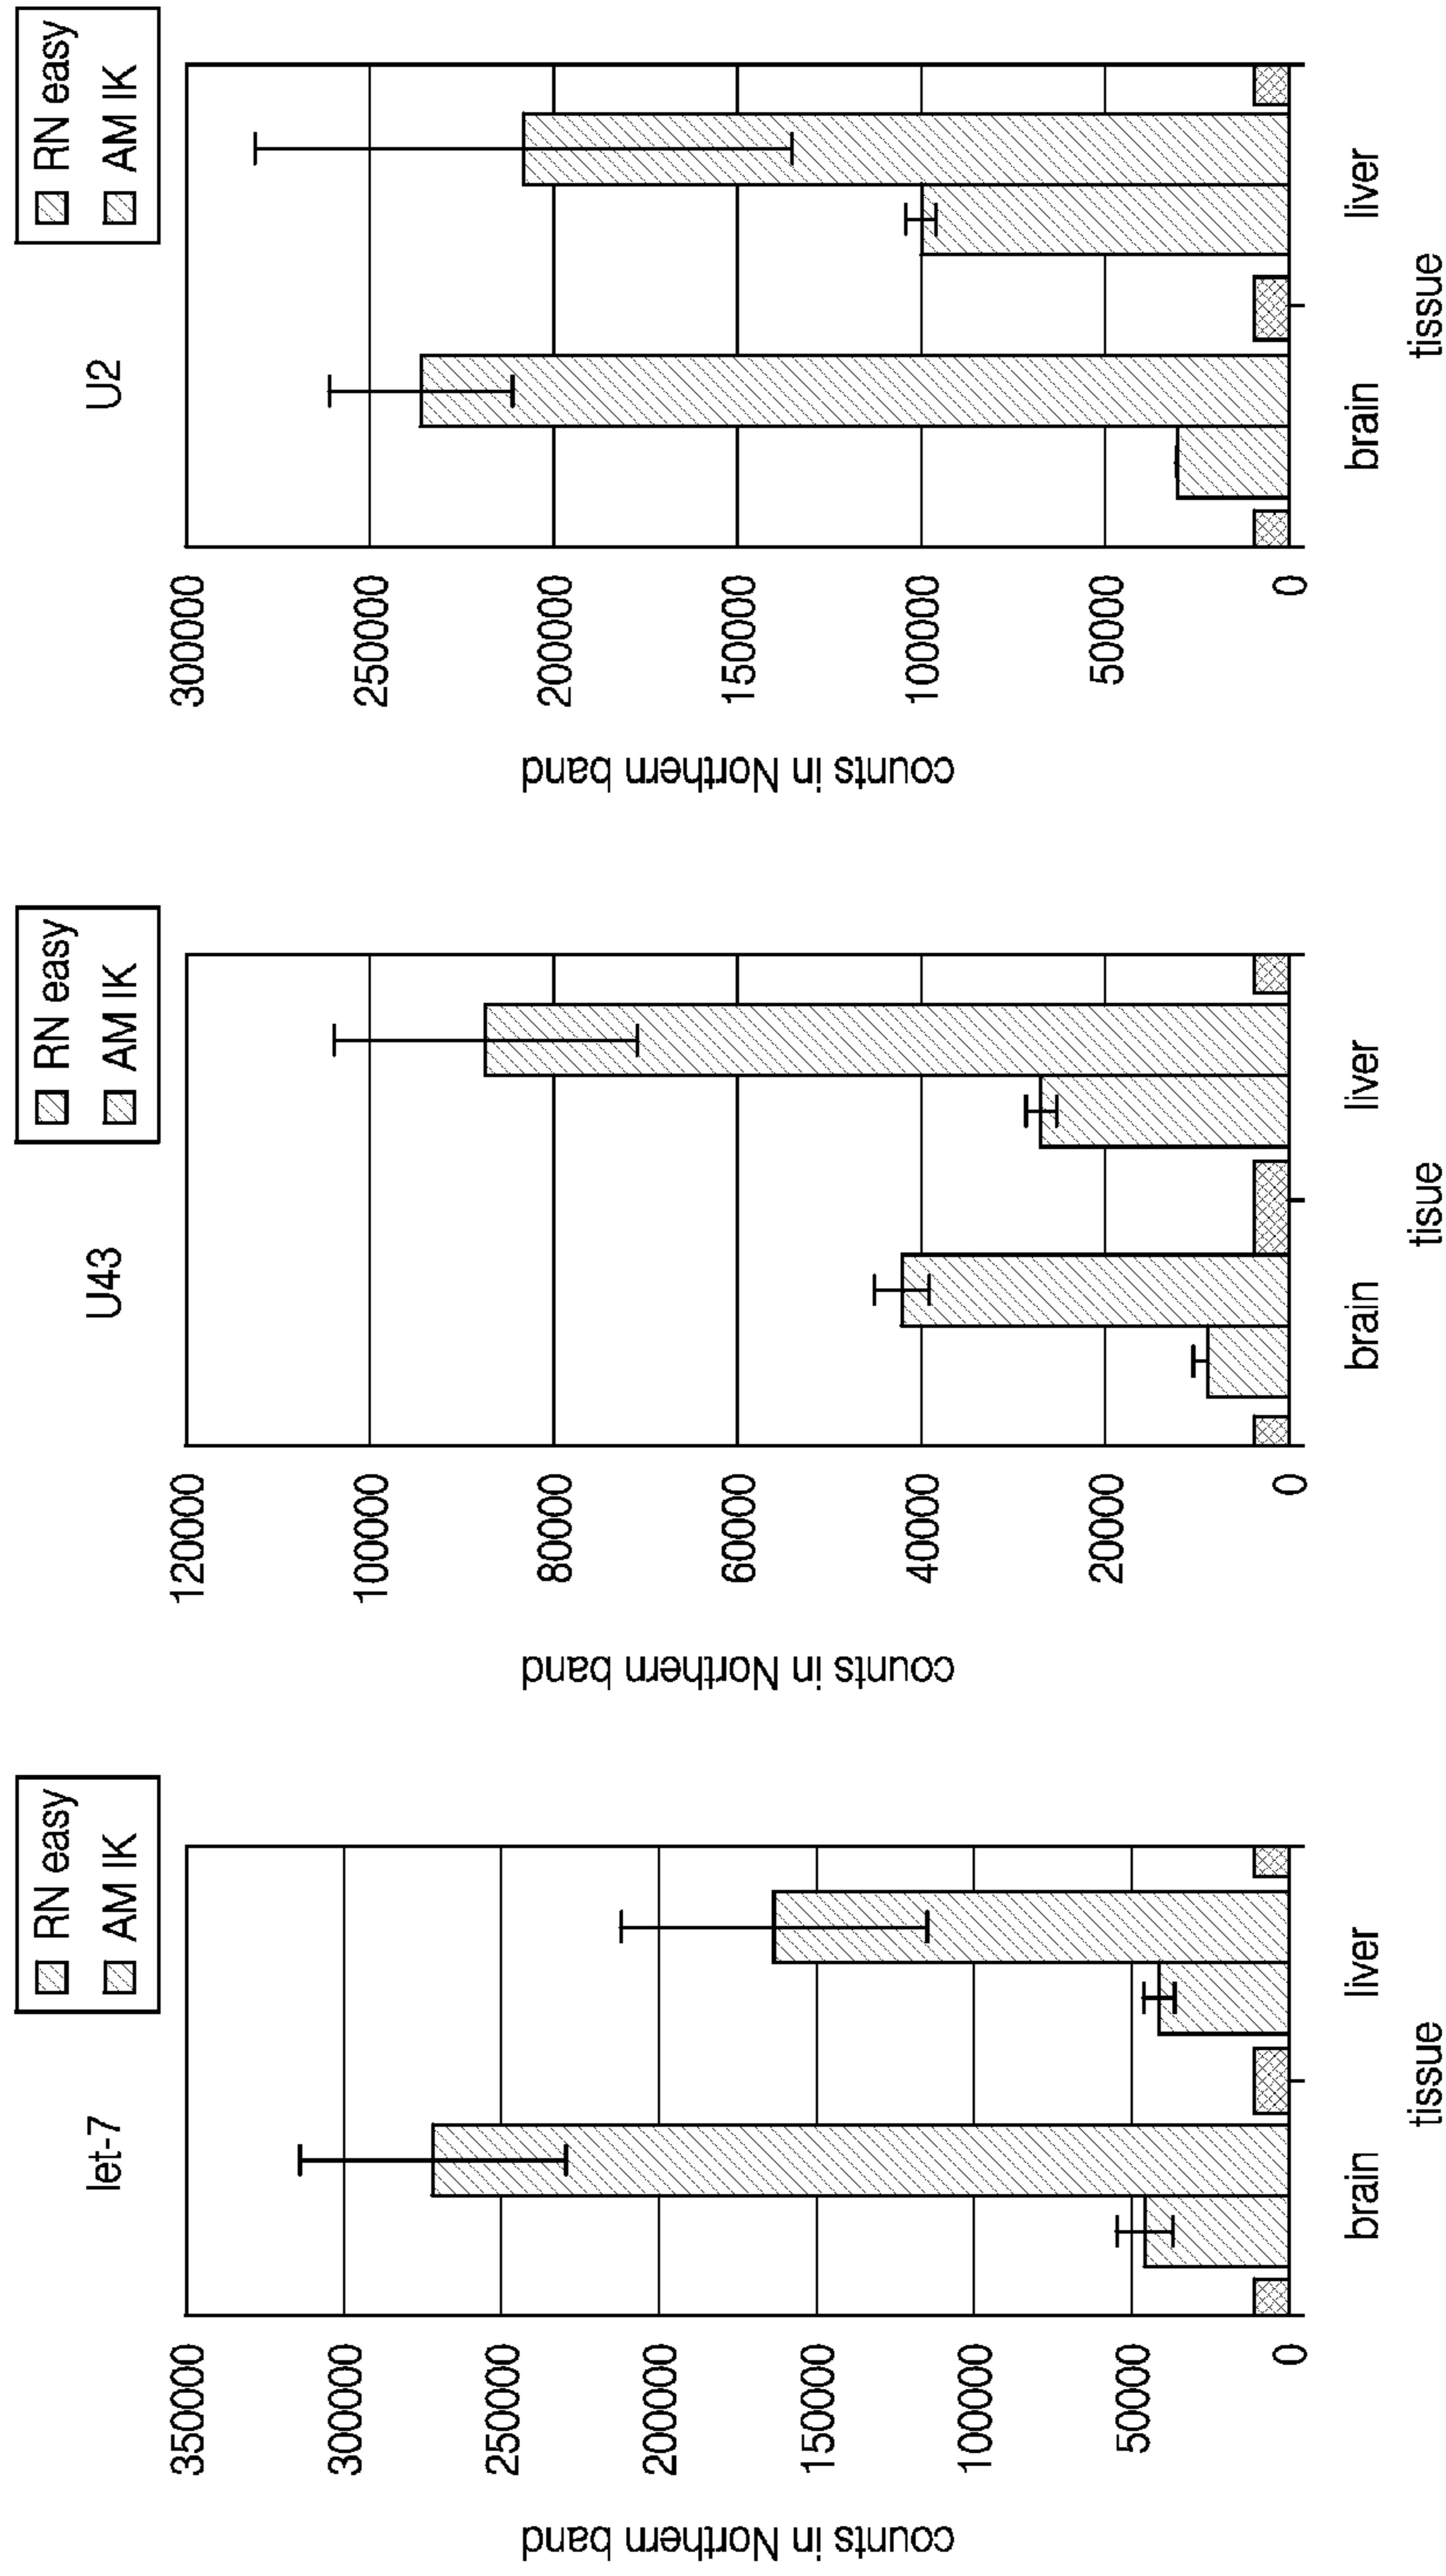 let-7
RN easy
AM IK
counts in Northern band
350000
300000
250000
200000
150000
100000
50000
0
brain
liver
tissue
U43
RN easy
AM IK
counts in Northern band
120000
100000
80000
60000
40000
20000
0
brain
liver
tisue
U2
RN easy
AM IK
counts in Northern band
300000
250000
200000
150000
100000
50000
0
brain
liver
tissue